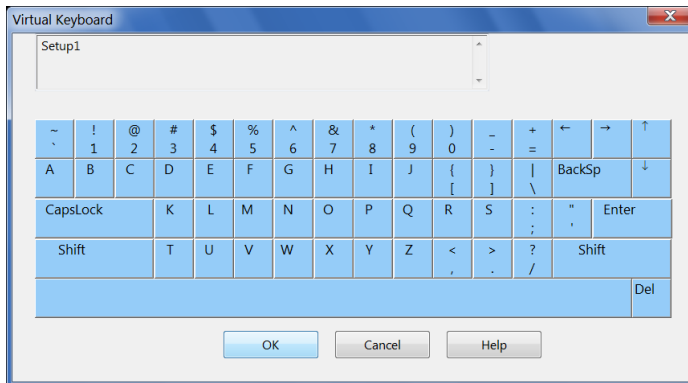 Virtual Keyboard
X
Setup1
~ ! @ # $ % ^ & * ( ) _ + ← → ↑
` 1 2 3 4 5 6 7 8 9 0 - =
A B C D E F G H I J { } | BackSp ↓
[ ] \
CapsLock K L M N O P Q R S : " Enter
; '
Shift T U V W X Y Z < > ? Shift
, . /
Del
OK Cancel Help